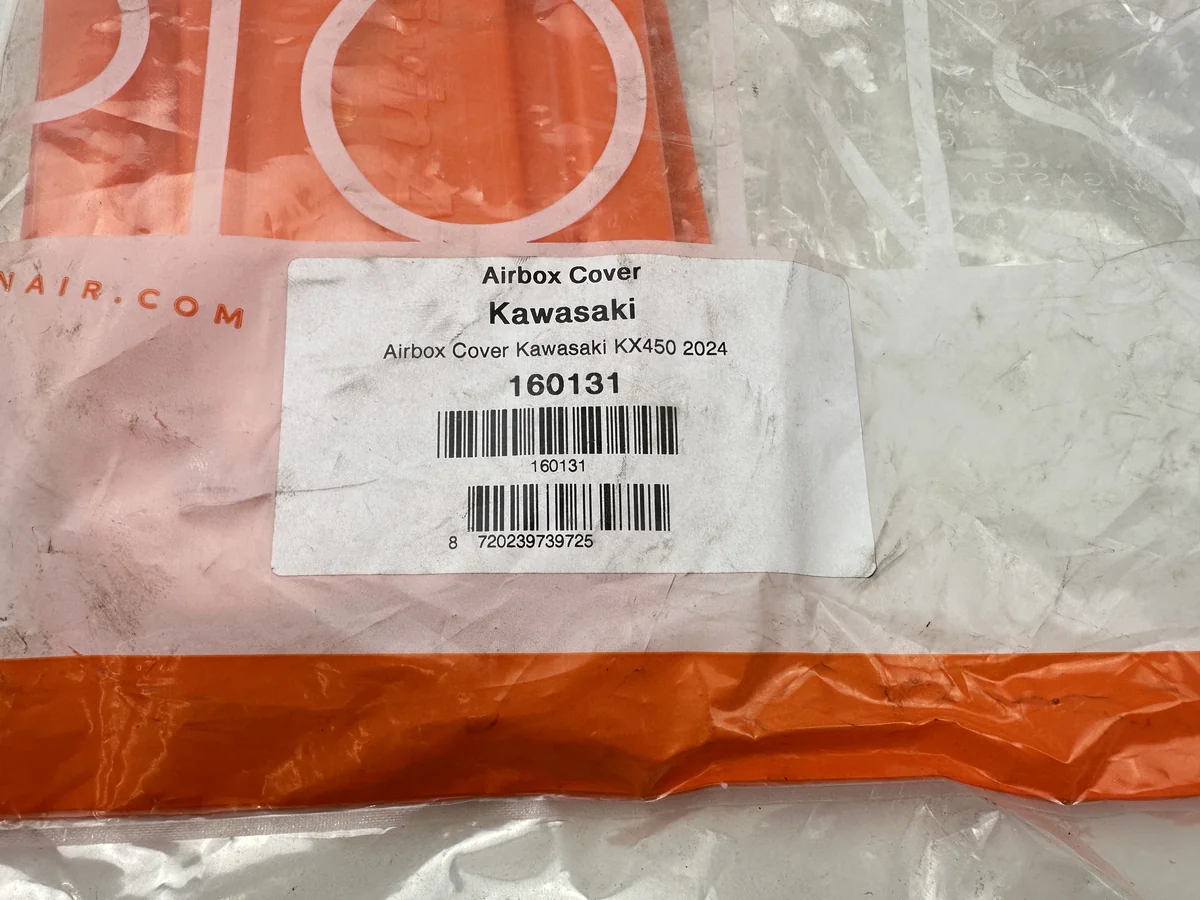 NAIR.COM
Airbox Cover
Kawasaki
Airbox Cover Kawasaki KX450 2024
160131
160131
8 720239739725